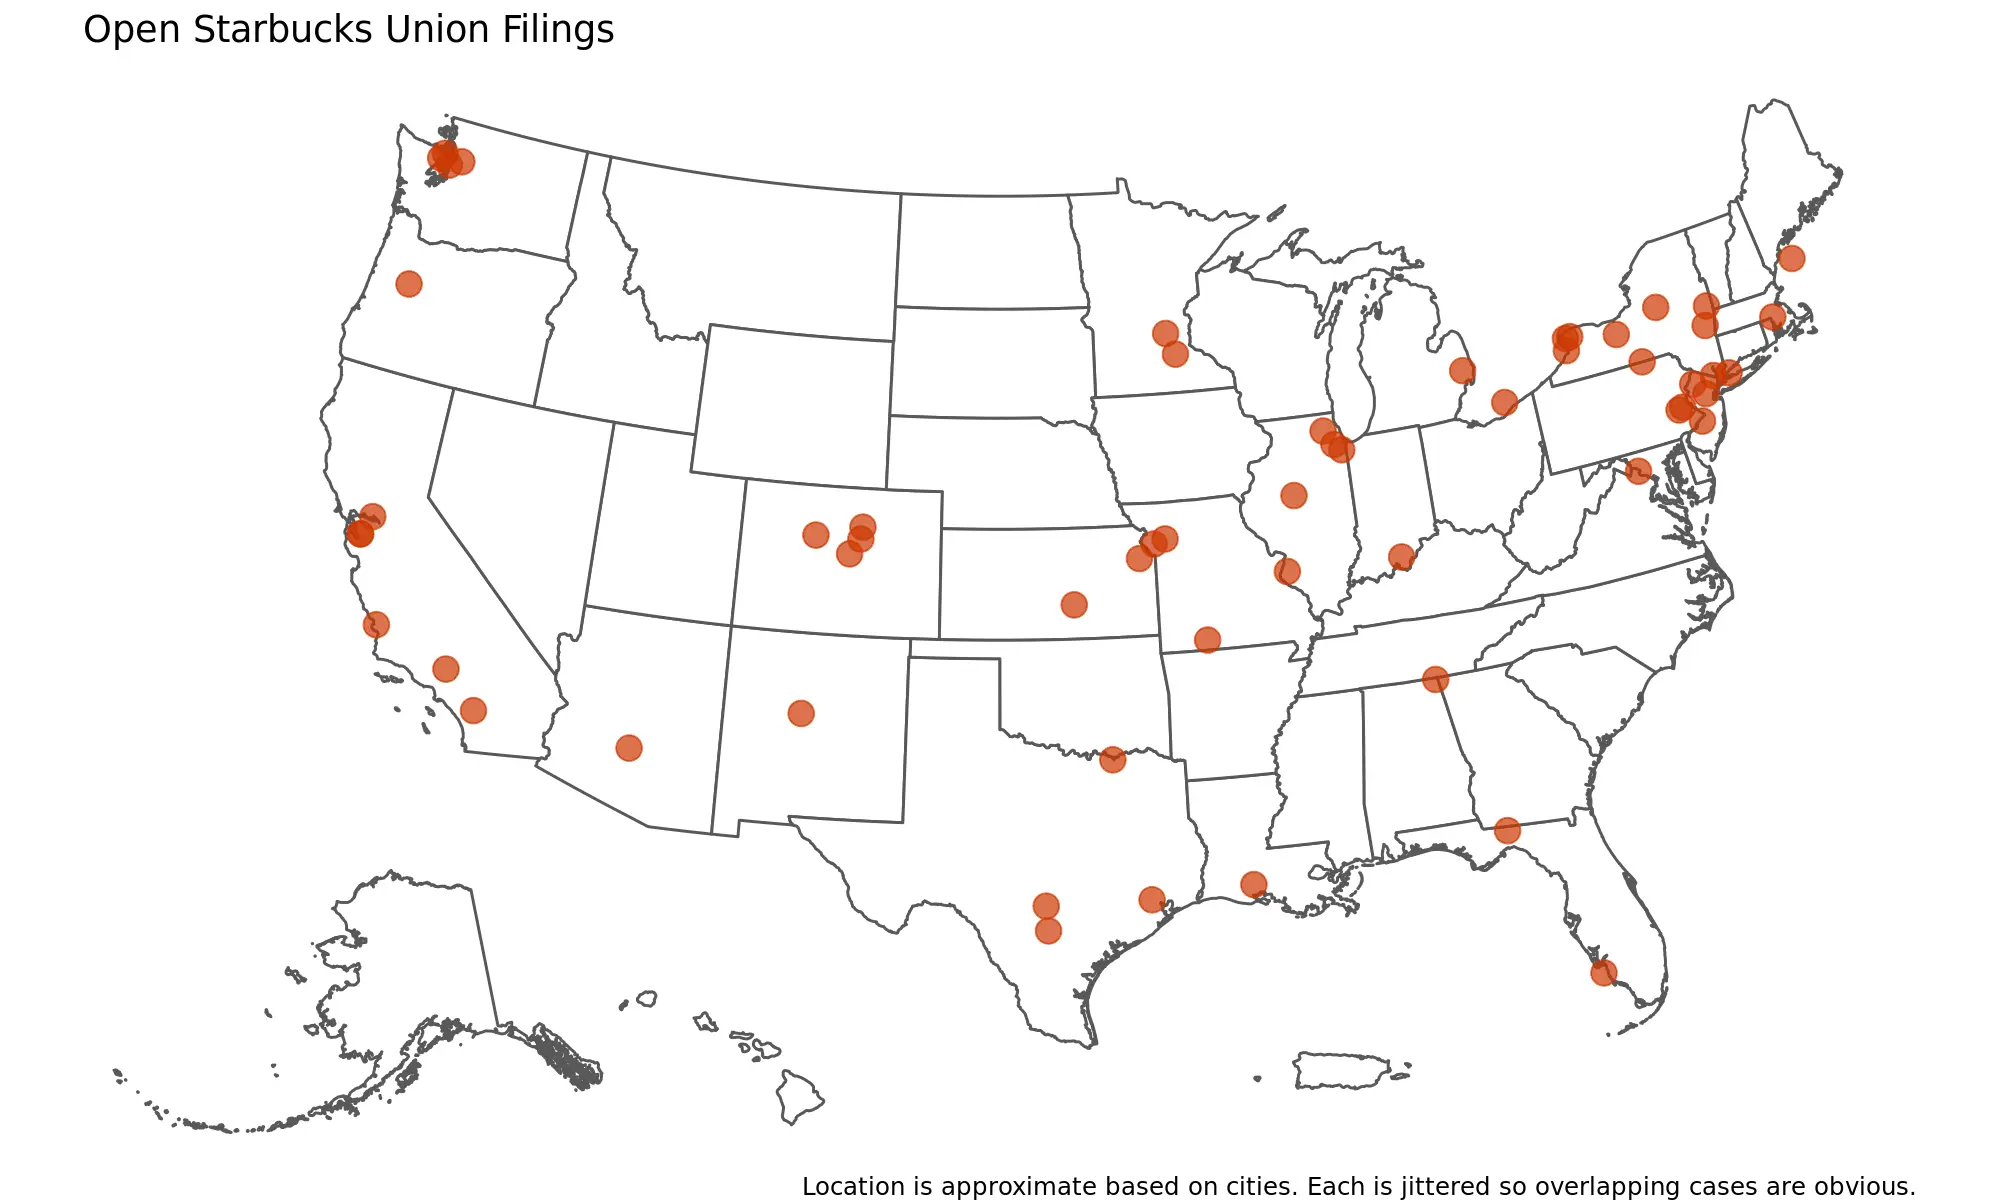 Open Starbucks Union Filings
Location is approximate based on cities. Each is jittered so overlapping cases are obvious.